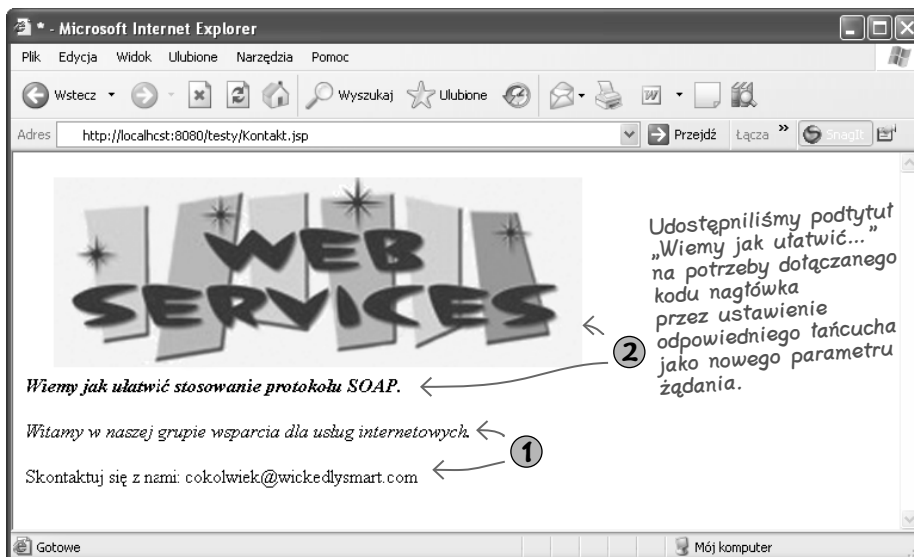 * - Microsoft Internet Explorer
Plik Edycja Widok Ulubione Narzędzia Pomoc
Wstecz Wyszukaj Ulubione
Adres http://localhcst:8080/testy/Kontakt.jsp Przejdź Łącza » SnagIt
WEB
SERVICES
Udostępniliśmy podtytuł
„Wiemy jak ułatwić..."
na potrzeby dołączanego
kodu nagłówka
przez ustawienie
odpowiedniego łańcucha
jako nowego parametru
żądania.
2
Wiemy jak ułatwić stosowanie protokołu SOAP.
Witamy w naszej grupie wsparcia dla usług internetowych.
1
Skontaktuj się z nami: cokolwiek@wickedlysmart.com
Gotowe Mój komputer